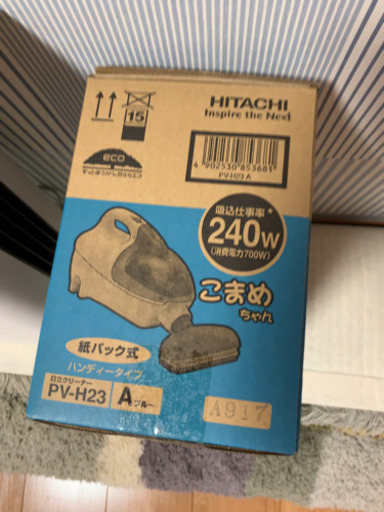 HITACHI
Inspire the Next
15
eco
4 902530 853681
PV-H23 A
吸込仕事率*
240W
(消費電力700W)
こまめ
ちゃん
紙パック式
ハンディータイプ
日立クリーナー
PV-H23
A
ブルー
A917